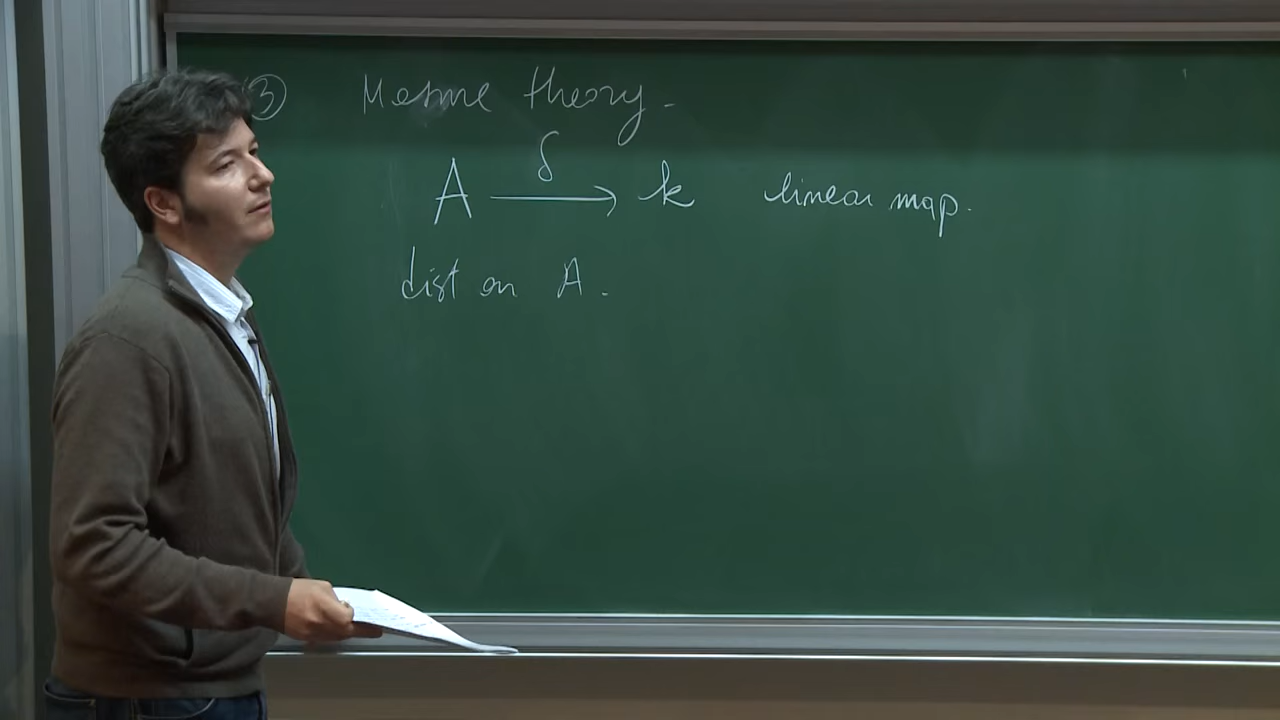 ③ Mesure theory.
A —δ→ k linear map.
dist on A.